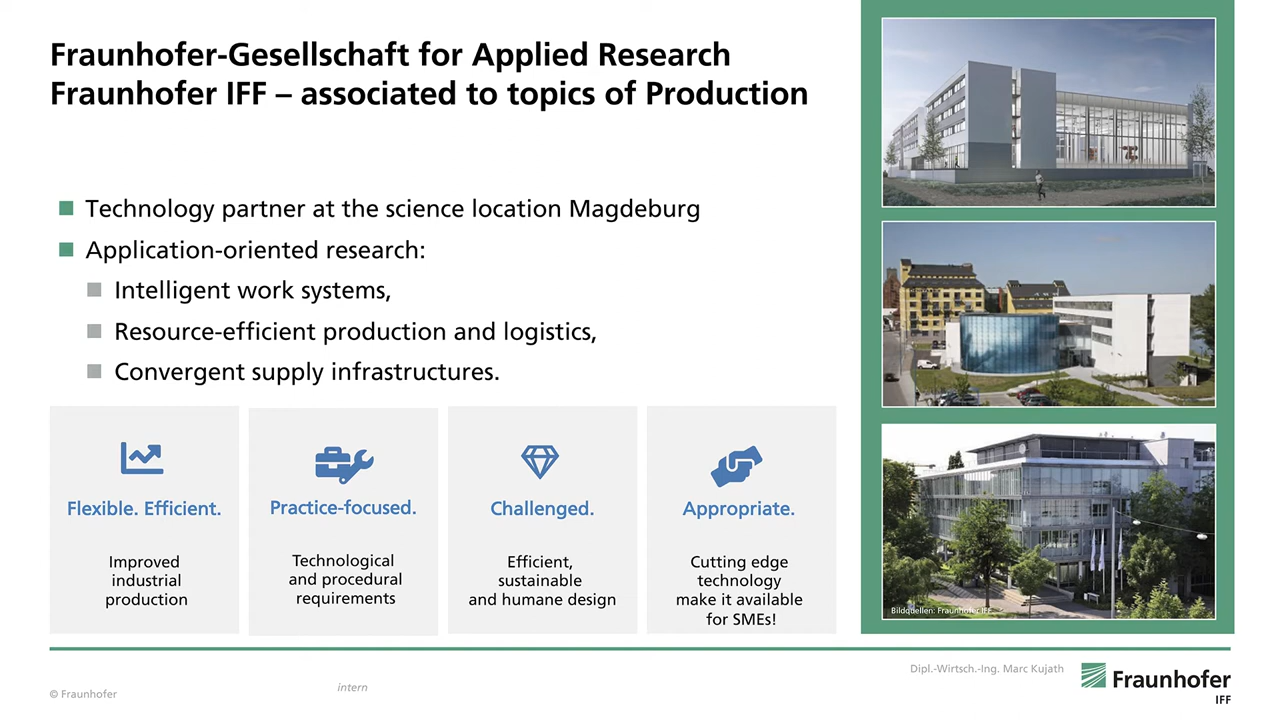 Fraunhofer-Gesellschaft for Applied Research
Fraunhofer IFF – associated to topics of Production
Technology partner at the science location Magdeburg
Application-oriented research:
Intelligent work systems,
Resource-efficient production and logistics,
Convergent supply infrastructures.
Flexible. Efficient.
Improved
industrial
production
Practice-focused.
Technological
and procedural
requirements
Challenged.
Efficient,
sustainable
and humane design
Appropriate.
Cutting edge
technology
make it available
for SMEs!
Bildquellen: Fraunhofer IFF
© Fraunhofer
intern
Dipl.-Wirtsch.-Ing. Marc Kujath
Fraunhofer
IFF